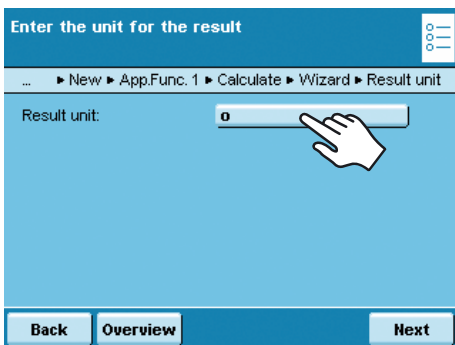 Enter the unit for the result
... ▸ New ▸ App.Func. 1 ▸ Calculate ▸ Wizard ▸ Result unit
Result unit: o
Back Overview Next